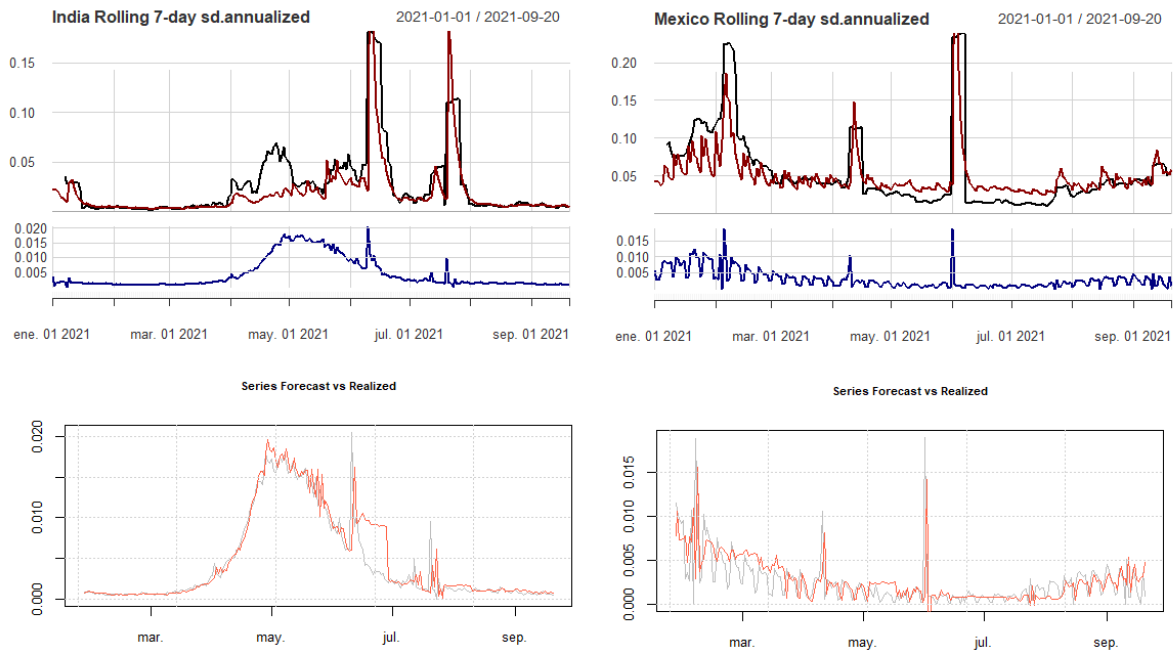 India Rolling 7-day sd.annualized 2021-01-01 / 2021-09-20
0.15
0.10
0.05
0.020
0.015
0.010
0.005
ene. 01 2021 mar. 01 2021 may. 01 2021 jul. 01 2021 sep. 01 2021
Mexico Rolling 7-day sd.annualized 2021-01-01 / 2021-09-20
0.20
0.15
0.10
0.05
0.015
0.010
0.005
ene. 01 2021 mar. 01 2021 may. 01 2021 jul. 01 2021 sep. 01 2021
Series Forecast vs Realized
0.020
0.010
0.000
mar. may. jul. sep.
Series Forecast vs Realized
0.015
0.010
0.005
0.000
mar. may. jul. sep.